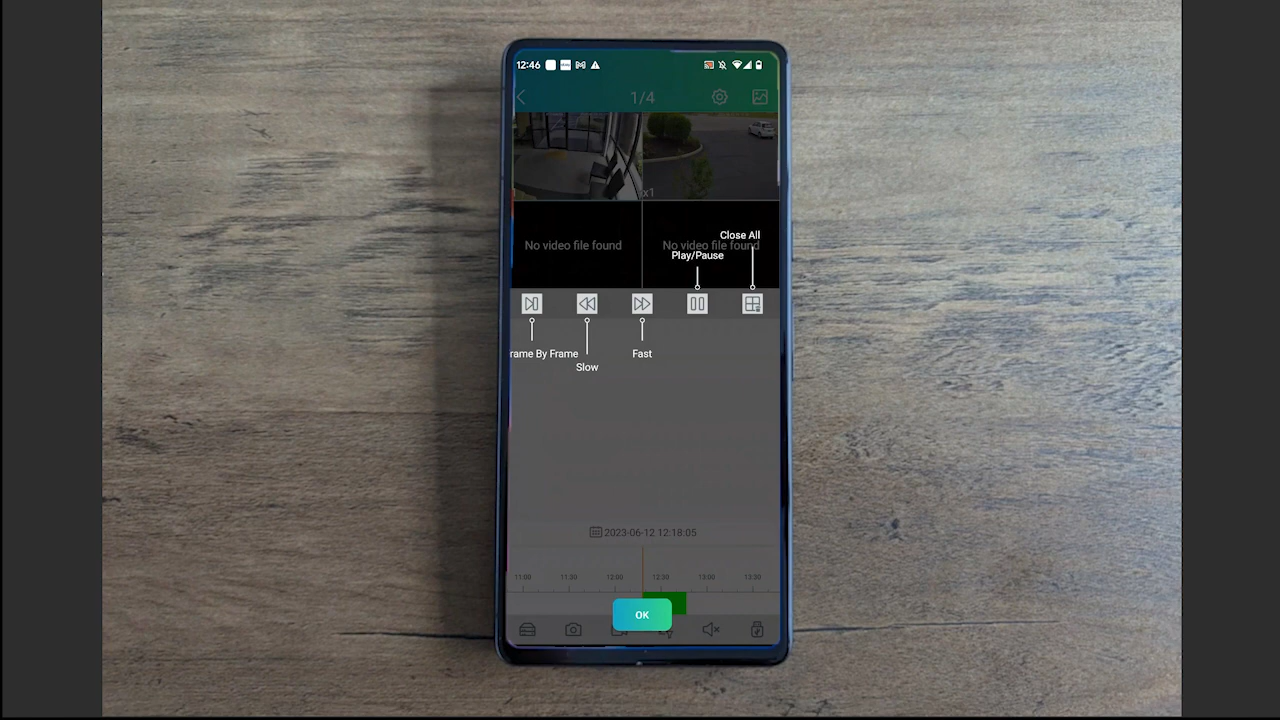 12:46
1/4
x1
No video file found
No video file found
Close All
Play/Pause
rame By Frame
Slow
Fast
2023-06-12 12:18:05
11:00 11:30 12:00 12:30 13:00 13:30
OK